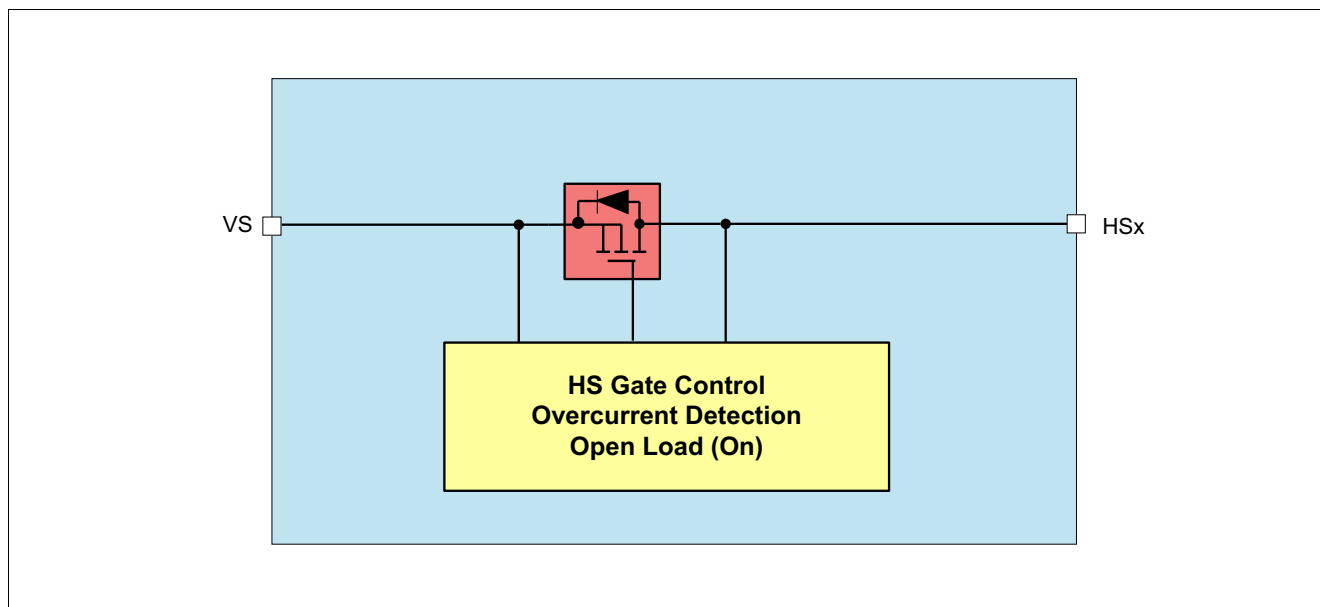 VS
HSx
HS Gate Control
Overcurrent Detection
Open Load (On)